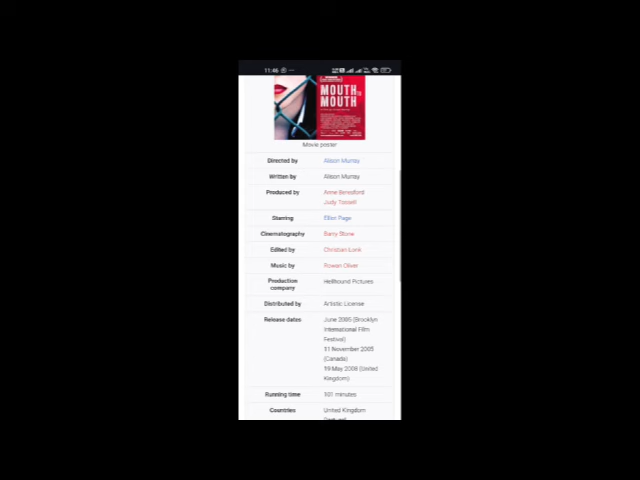 11:46
MOUTH TO
MOUTH
Movie poster
Directed by Alison Murray
Written by Alison Murray
Produced by Anne Beresford
Judy Tossell
Starring Elliot Page
Cinematography Barry Stone
Edited by Christian Lonk
Music by Rowan Oliver
Production Hellhound Pictures
company
Distributed by Artistic License
Release dates June 2005 (Brooklyn
International Film
Festival)
11 November 2005
(Canada)
19 May 2006 (United
Kingdom)
Running time 101 minutes
Countries United Kingdom